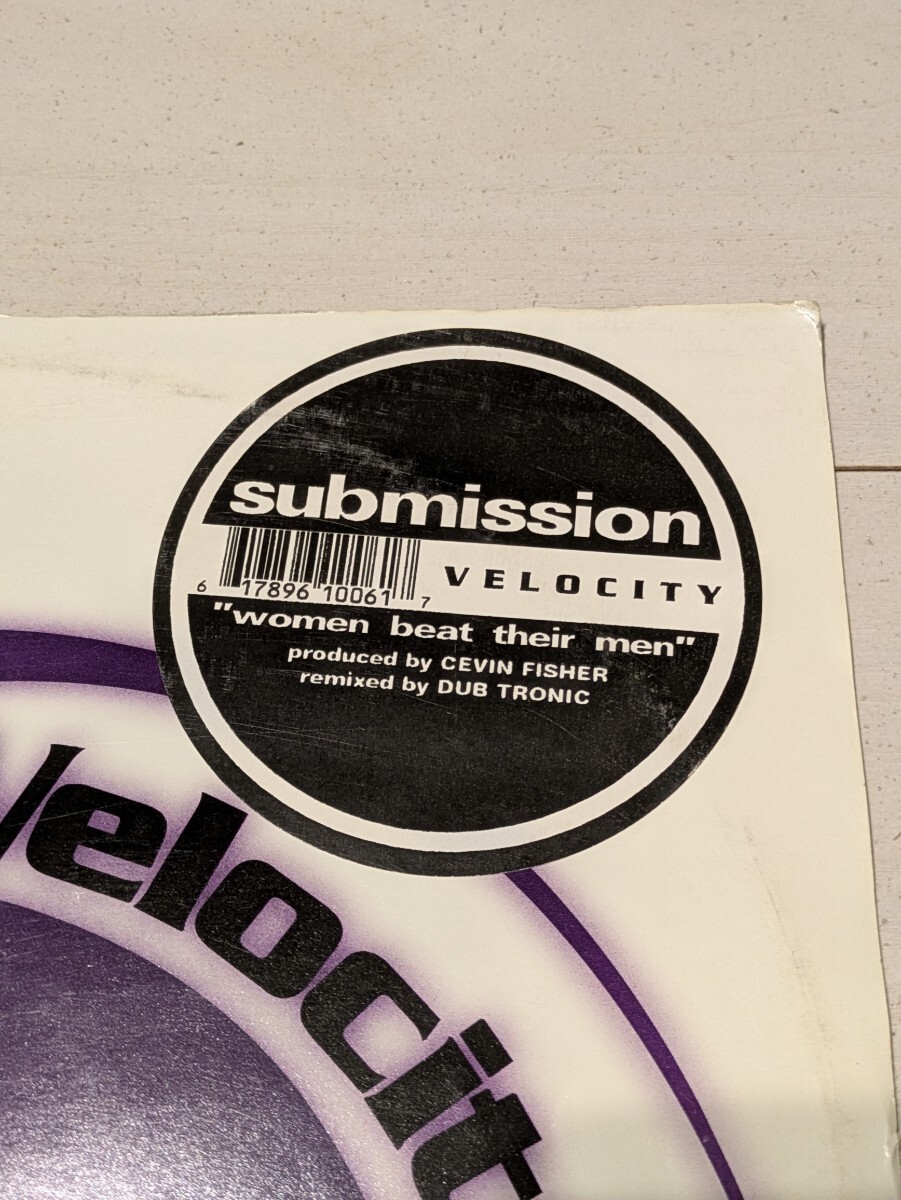 submission
VELOCITY
6 17896 10061 7
"women beat their men"
produced by CEVIN FISHER
remixed by DUB TRONIC
Velocit